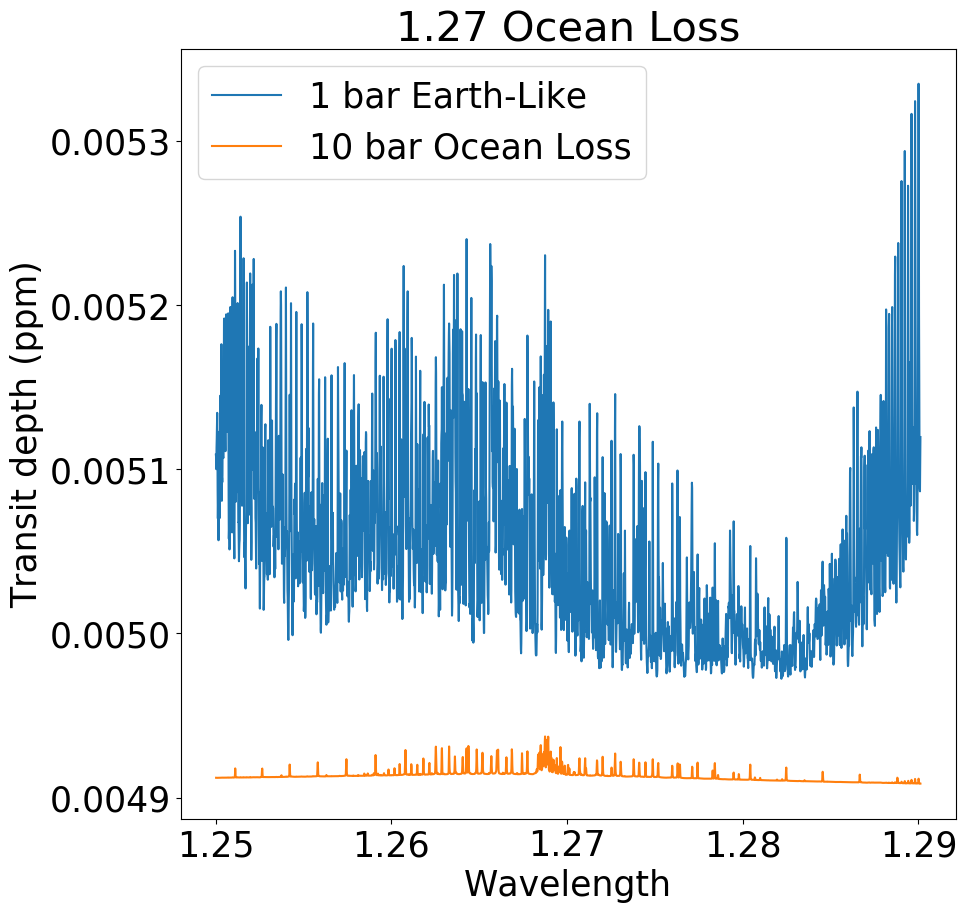 1.27 Ocean Loss
1 bar Earth-Like
10 bar Ocean Loss
Transit depth (ppm)
0.0053
0.0052
0.0051
0.0050
0.0049
1.25 1.26 1.27 1.28 1.29
Wavelength